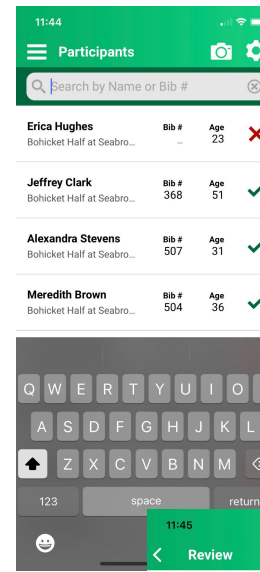 11:44
Participants
Search by Name or Bib #
Erica Hughes Bib # Age
Bohicket Half at Seabro... _ 23
Jeffrey Clark Bib # Age
Bohicket Half at Seabro... 368 51
Alexandra Stevens Bib # Age
Bohicket Half at Seabro... 507 31
Meredith Brown Bib # Age
Bohicket Half at Seabro... 504 36
Q W E R T Y U I O
A S D F G H J K L
Z X C V B N M
123 space return
11:45
Review